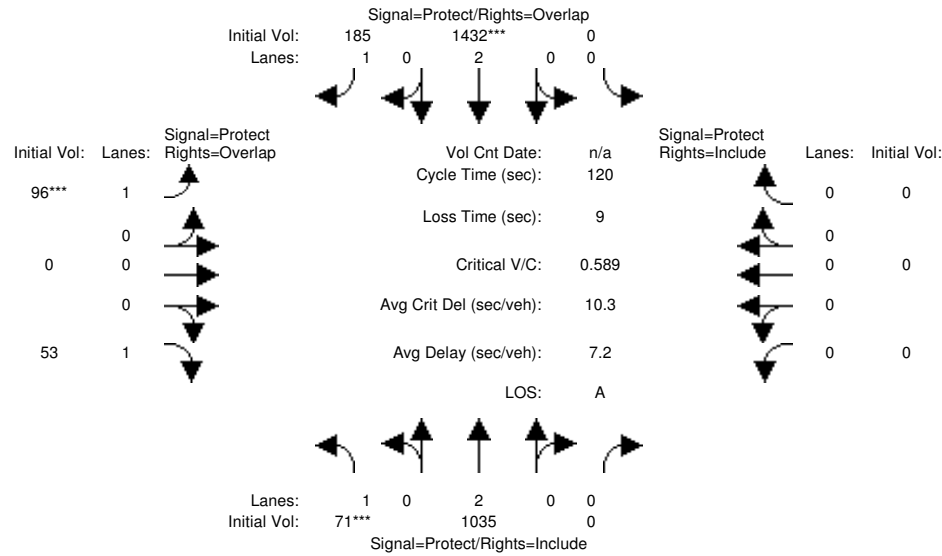 Signal=Protect/Rights=Overlap
Initial Vol: 185 1432*** 0
Lanes: 1 0 2 0 0
Signal=Protect Signal=Protect
Initial Vol: Lanes: Rights=Overlap Vol Cnt Date: n/a Rights=Include Lanes: Initial Vol:
Cycle Time (sec): 120
96*** 1 0 0
Loss Time (sec): 9
0 0
0 0 Critical V/C: 0.589 0 0
0 Avg Crit Del (sec/veh): 10.3 0
53 1 Avg Delay (sec/veh): 7.2 0 0
LOS: A
Lanes: 1 0 2 0 0
Initial Vol: 71*** 1035 0
Signal=Protect/Rights=Include